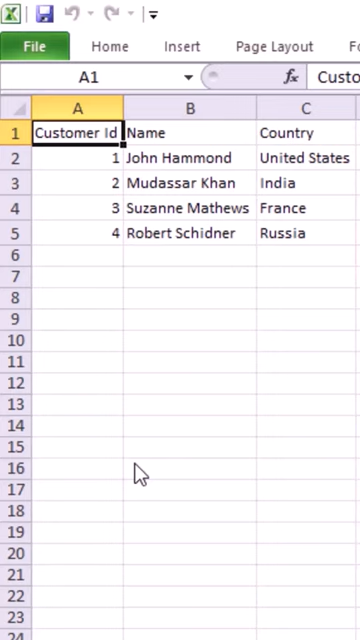 File Home Insert Page Layout
A1 fx Custo
A B C
1 Customer Id Name Country
2 1 John Hammond United States
3 2 Mudassar Khan India
4 3 Suzanne Mathews France
5 4 Robert Schidner Russia
6
7
8
9
10
11
12
13
14
15
16
17
18
19
20
21
22
23
24